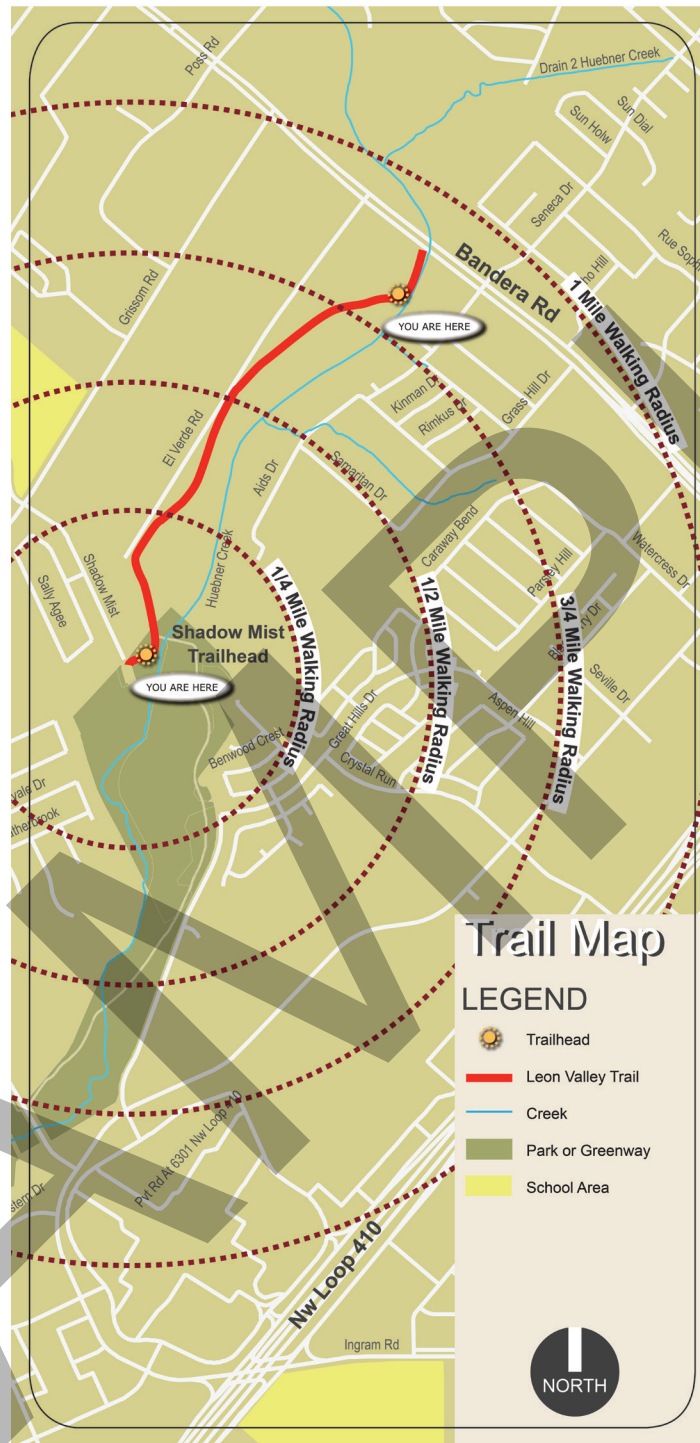 Poss Rd
Drain 2 Huebner Creek
Sun Dial
Sun Holw
Seneca Dr
Grissom Rd
Bandera Rd
1 Mile Walking Radius
YOU ARE HERE
Kinman Dr
Rimkus Dr
Grass Hill Dr
El Verde Rd
Aids Dr
Samaritan Dr
Caraway Bend
Parsley Hill
Watercress Dr
Huebner Creek
Shadow Mist
Sally Agee
1/4 Mile Walking Radius
1/2 Mile Walking Radius
3/4 Mile Walking Radius
Shadow Mist
Trailhead
YOU ARE HERE
Seville Dr
Aspen Hill
Great Hills Dr
Benwood Crest
Crystal Run
Trail Map
LEGEND
Trailhead
Leon Valley Trail
Creek
Park or Greenway
School Area
Pvt Rd At 6301 Nw Loop 410
Nw Loop 410
Ingram Rd
NORTH